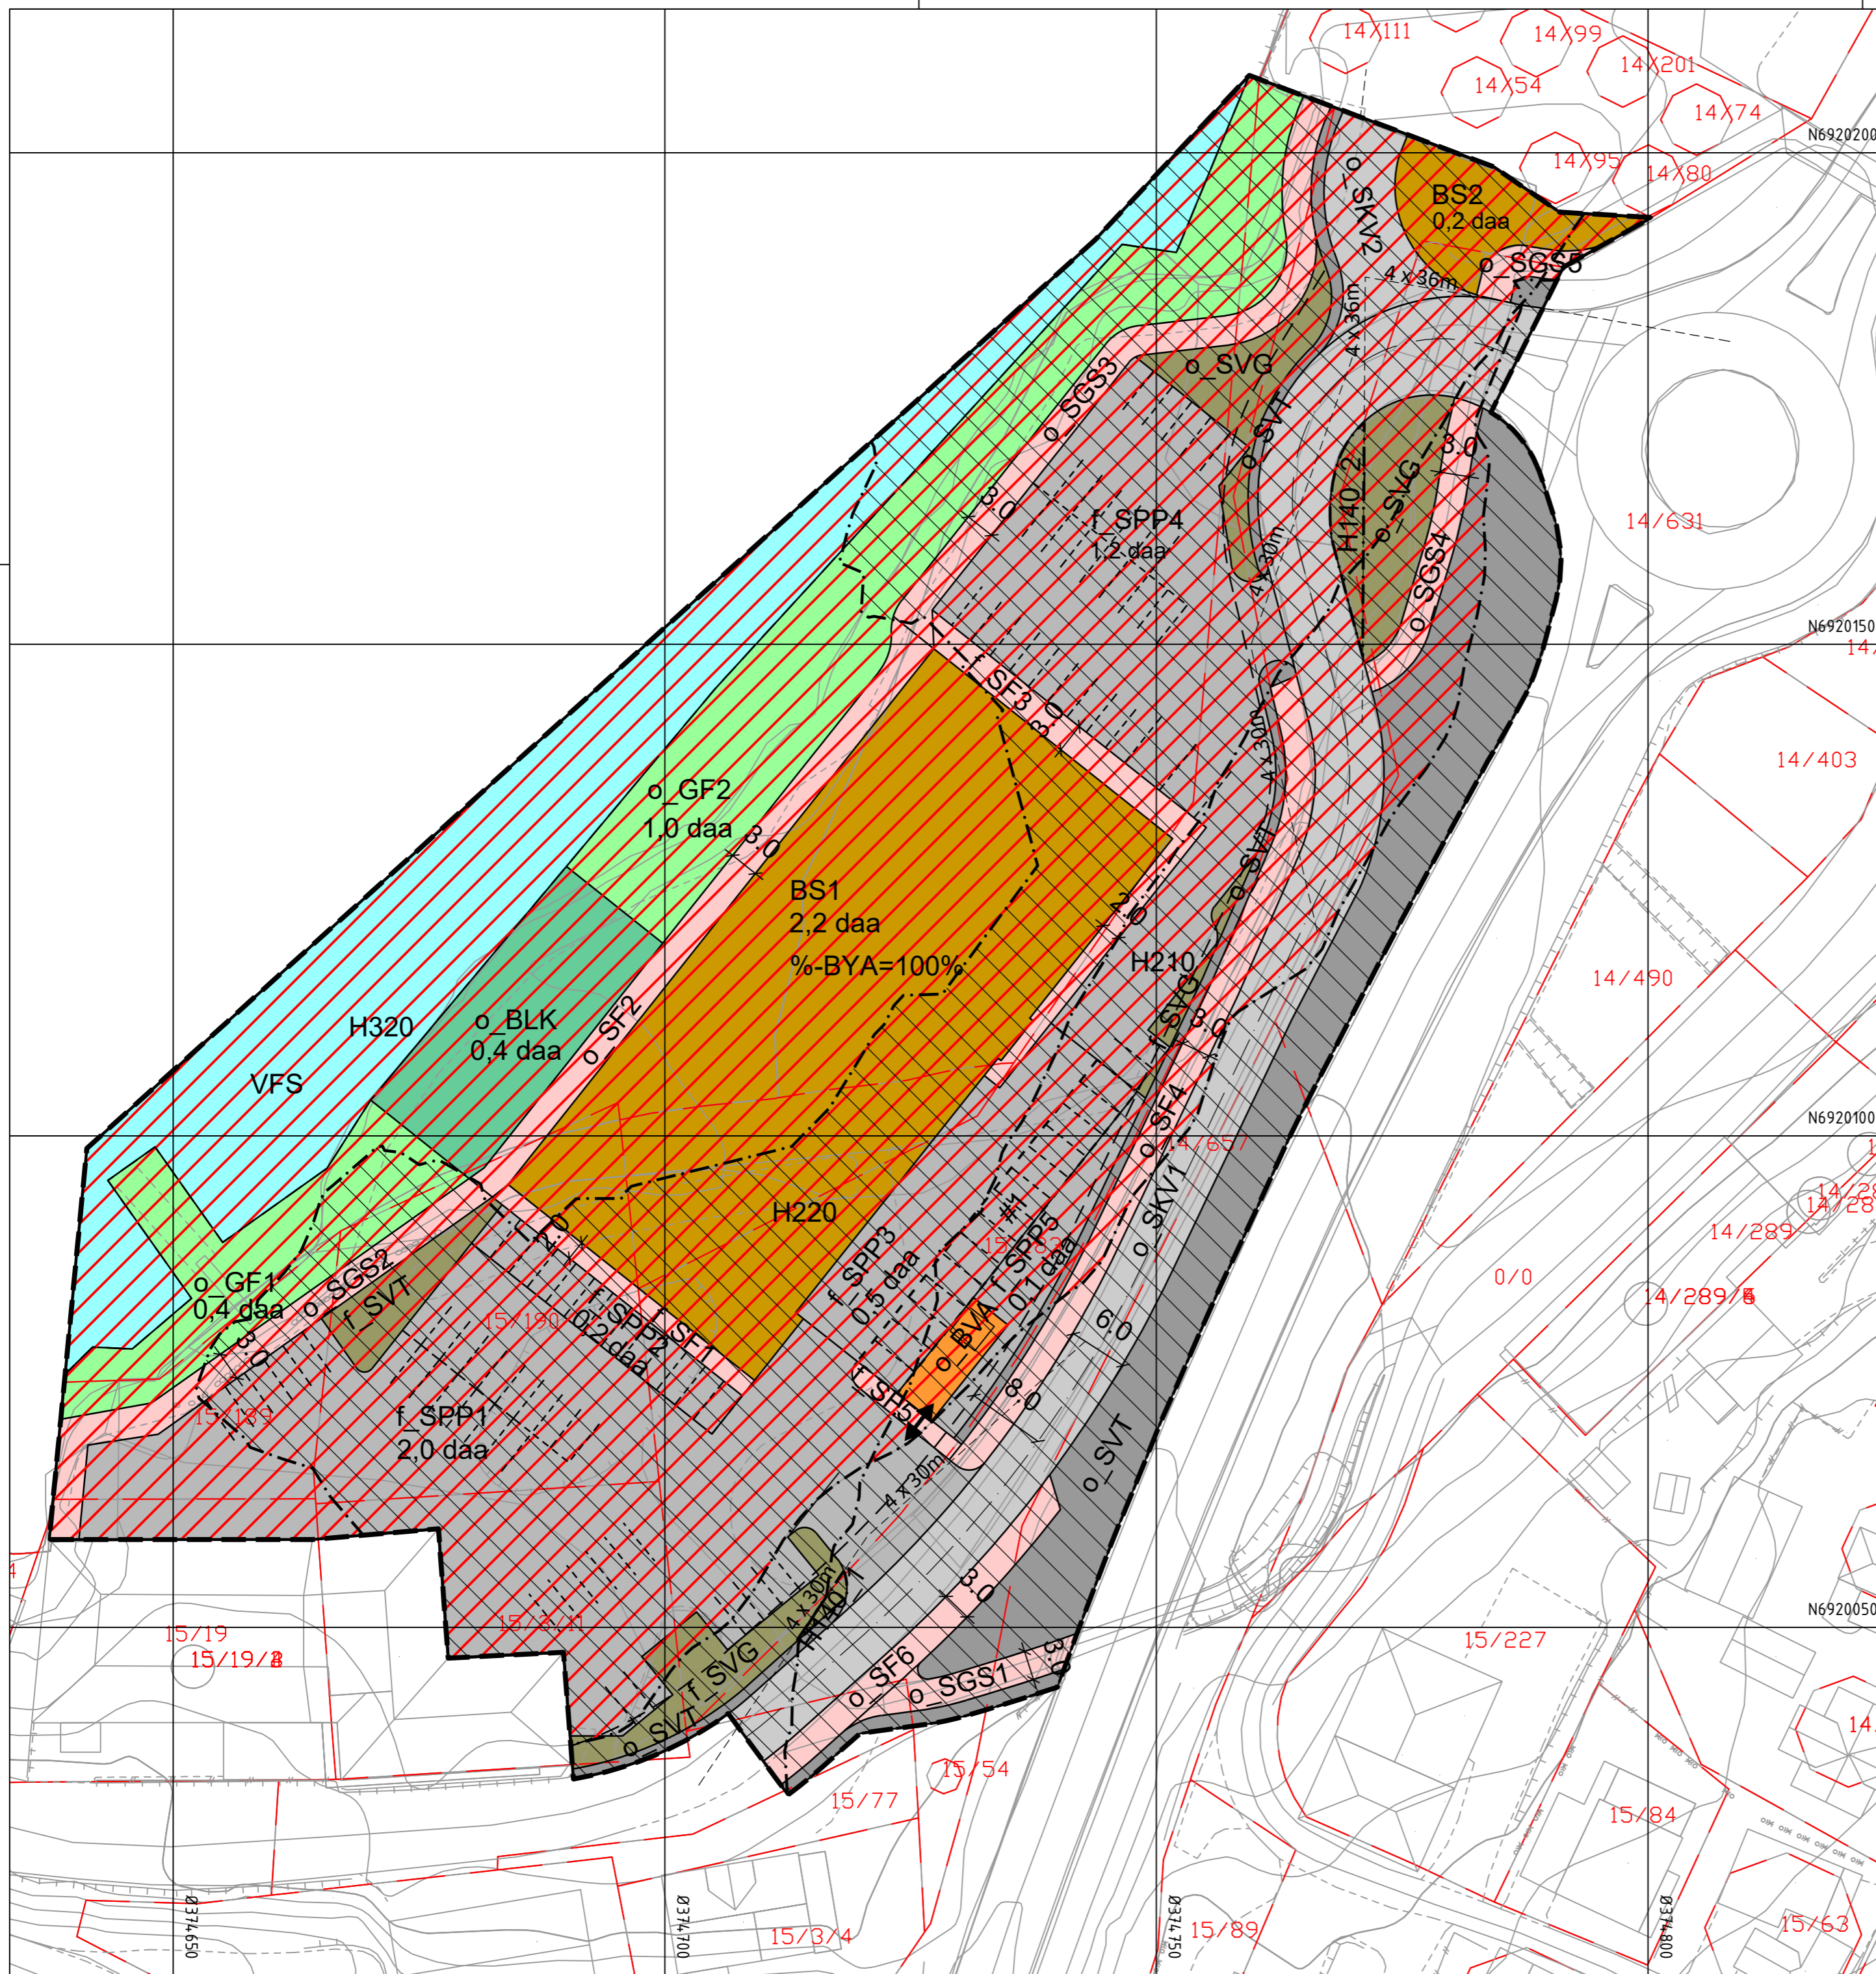 14/111
14/99
14/201
14/54
14/74
N6920200
14/95
14/80
o_SKV2
BS2
0,2 daa
o_SGS5
4 x 36m
4 x 36m
o_SVG
o_SGS3
o_SVT
3.0
3.0
H140_2
o_SVG
f_SPP4
1,2 daa
14/631
4 x 30m
o_SGS4
N6920150
f_SF3
3.0
4 x 30m
14/403
o_GF2
1,0 daa
3.0
o_SVT
BS1
2,2 daa
%-BYA=100%
2.0
H210
14/490
f_SVG
3.0
H320
o_BLK
0,4 daa
o_SF2
VFS
o_SF4
N6920100
14/657
o_SKV1
H220
#1
2.0
14/289
0/0
o_GF1
0,4 daa
o_SGS2
f_SVT
3.0
15/190
f_SPP2
0,2 daa
f_SF1
f_SPP3
0,5 daa
f_SPP5
0,1 daa
o_BVA
6.0
8.0
f_SF5
15/189
f_SPP1
2,0 daa
o_SVT
4 x 30m
3.0
4 x 30m
N6920050
15/3/11
15/19
15/227
3.0
f_SVG
o_SVT
o_SF6
o_SGS1
15/54
15/77
15/84
Ø374650
Ø374700
Ø374750
Ø374800
15/3/4
15/89
15/63